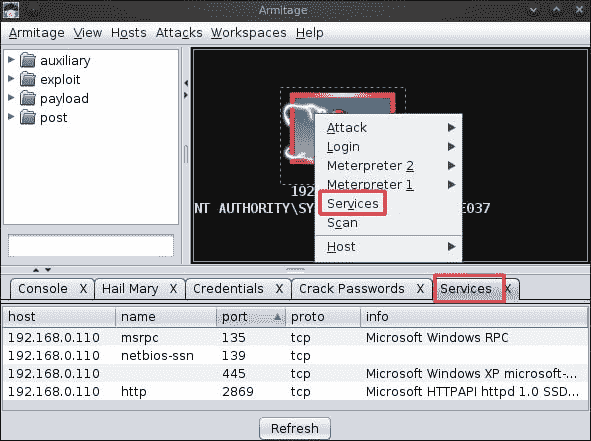 Armitage
Armitage View Hosts Attacks Workspaces Help
auxiliary
exploit
payload
post
Attack
Login
Meterpreter 2
Meterpreter 1
Services
Scan
Host
192
NT AUTHORITY\SY E037
Console X Hail Mary X Credentials X Crack Passwords X Services X
host name port proto info
192.168.0.110 msrpc 135 tcp Microsoft Windows RPC
192.168.0.110 netbios-ssn 139 tcp
192.168.0.110 445 tcp Microsoft Windows XP microsoft-...
192.168.0.110 http 2869 tcp Microsoft HTTPAPI httpd 1.0 SSD...
Refresh